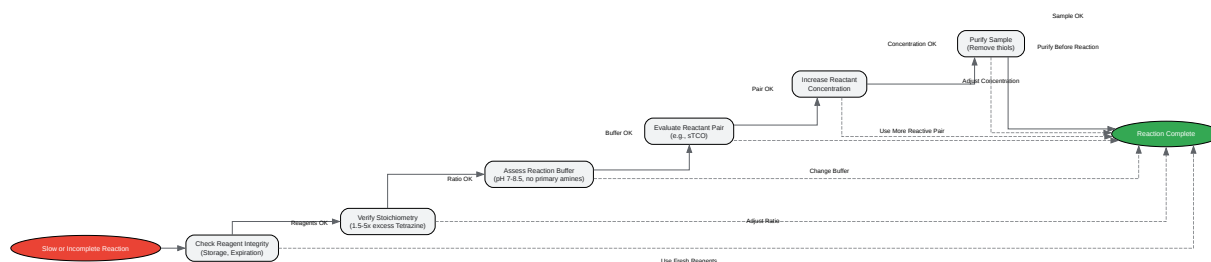 Sample OK
Purify Sample
(Remove thiols)
Concentration OK
Purify Before Reaction
Increase Reactant
Concentration
Adjust Concentration
Pair OK
Evaluate Reactant Pair
(e.g., sTCO)
Buffer OK
Use More Reactive Pair
Reaction Complete
Assess Reaction Buffer
(pH 7-8.5, no primary amines)
Ratio OK
Change Buffer
Verify Stoichiometry
(1.5-5x excess Tetrazine)
Reagents OK
Adjust Ratio
Slow or Incomplete Reaction
Check Reagent Integrity
(Storage, Expiration)
Use Fresh Reagents